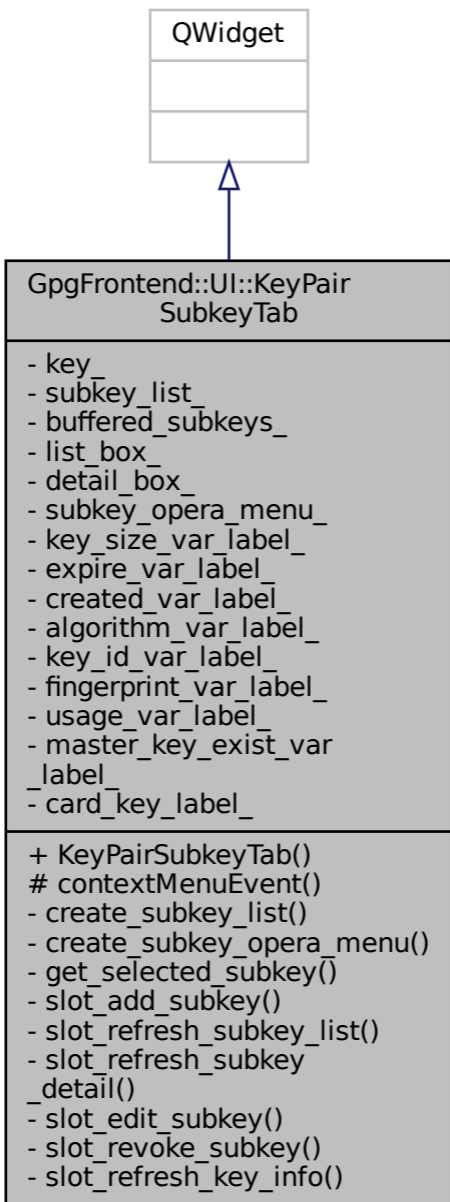 QWidget
GpgFrontend::UI::KeyPair
SubkeyTab
- key_
- subkey_list_
- buffered_subkeys_
- list_box_
- detail_box_
- subkey_opera_menu_
- key_size_var_label_
- expire_var_label_
- created_var_label_
- algorithm_var_label_
- key_id_var_label_
- fingerprint_var_label_
- usage_var_label_
- master_key_exist_var
_label_
- card_key_label_
+ KeyPairSubkeyTab()
# contextMenuEvent()
- create_subkey_list()
- create_subkey_opera_menu()
- get_selected_subkey()
- slot_add_subkey()
- slot_refresh_subkey_list()
- slot_refresh_subkey
_detail()
- slot_edit_subkey()
- slot_revoke_subkey()
- slot_refresh_key_info()